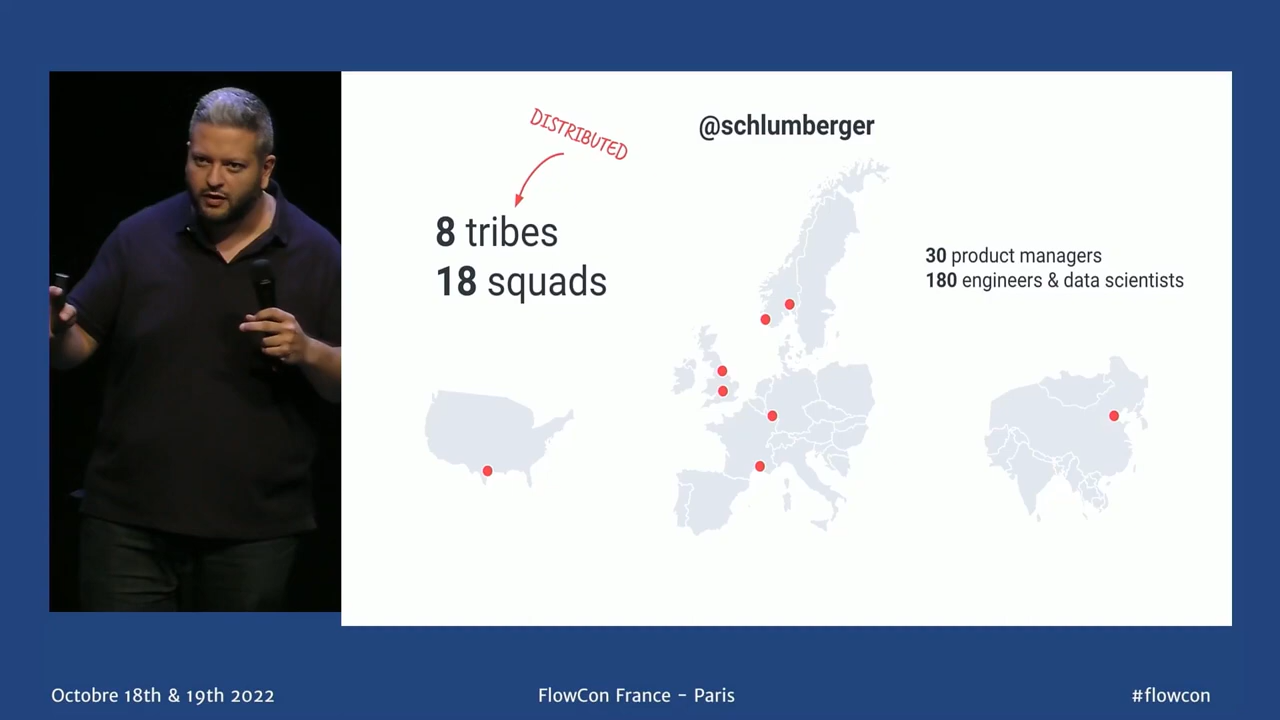 DISTRIBUTED
@schlumberger
8 tribes
18 squads
30 product managers
180 engineers & data scientists
Octobre 18th & 19th 2022
FlowCon France - Paris
#flowcon